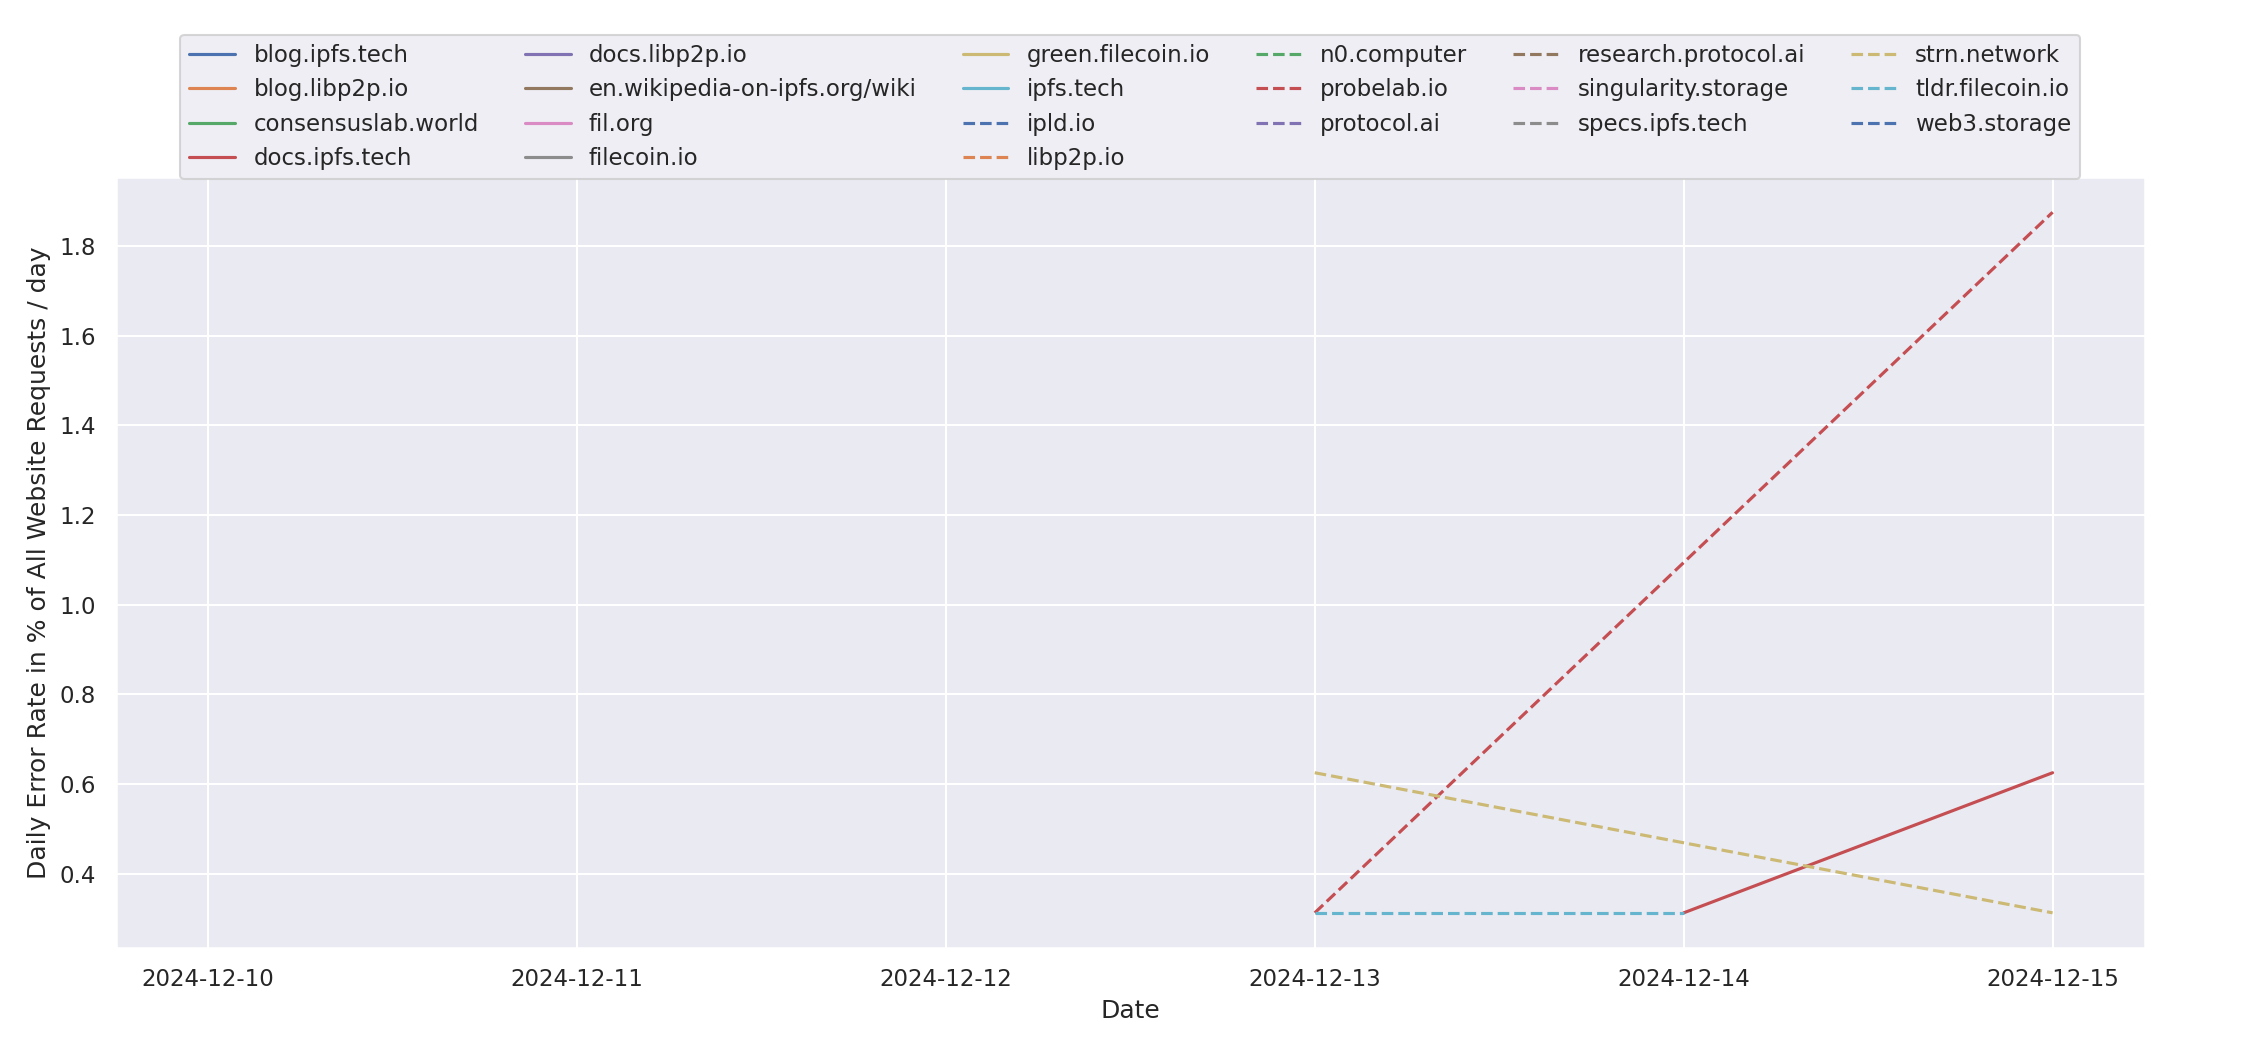 blog.ipfs.tech
blog.libp2p.io
consensuslab.world
docs.ipfs.tech
docs.libp2p.io
en.wikipedia-on-ipfs.org/wiki
fil.org
filecoin.io
green.filecoin.io
ipfs.tech
ipld.io
libp2p.io
n0.computer
probelab.io
protocol.ai
research.protocol.ai
singularity.storage
specs.ipfs.tech
strn.network
tldr.filecoin.io
web3.storage
Daily Error Rate in % of All Website Requests / day
1.8
1.6
1.4
1.2
1.0
0.8
0.6
0.4
2024-12-10
2024-12-11
2024-12-12
2024-12-13
2024-12-14
2024-12-15
Date